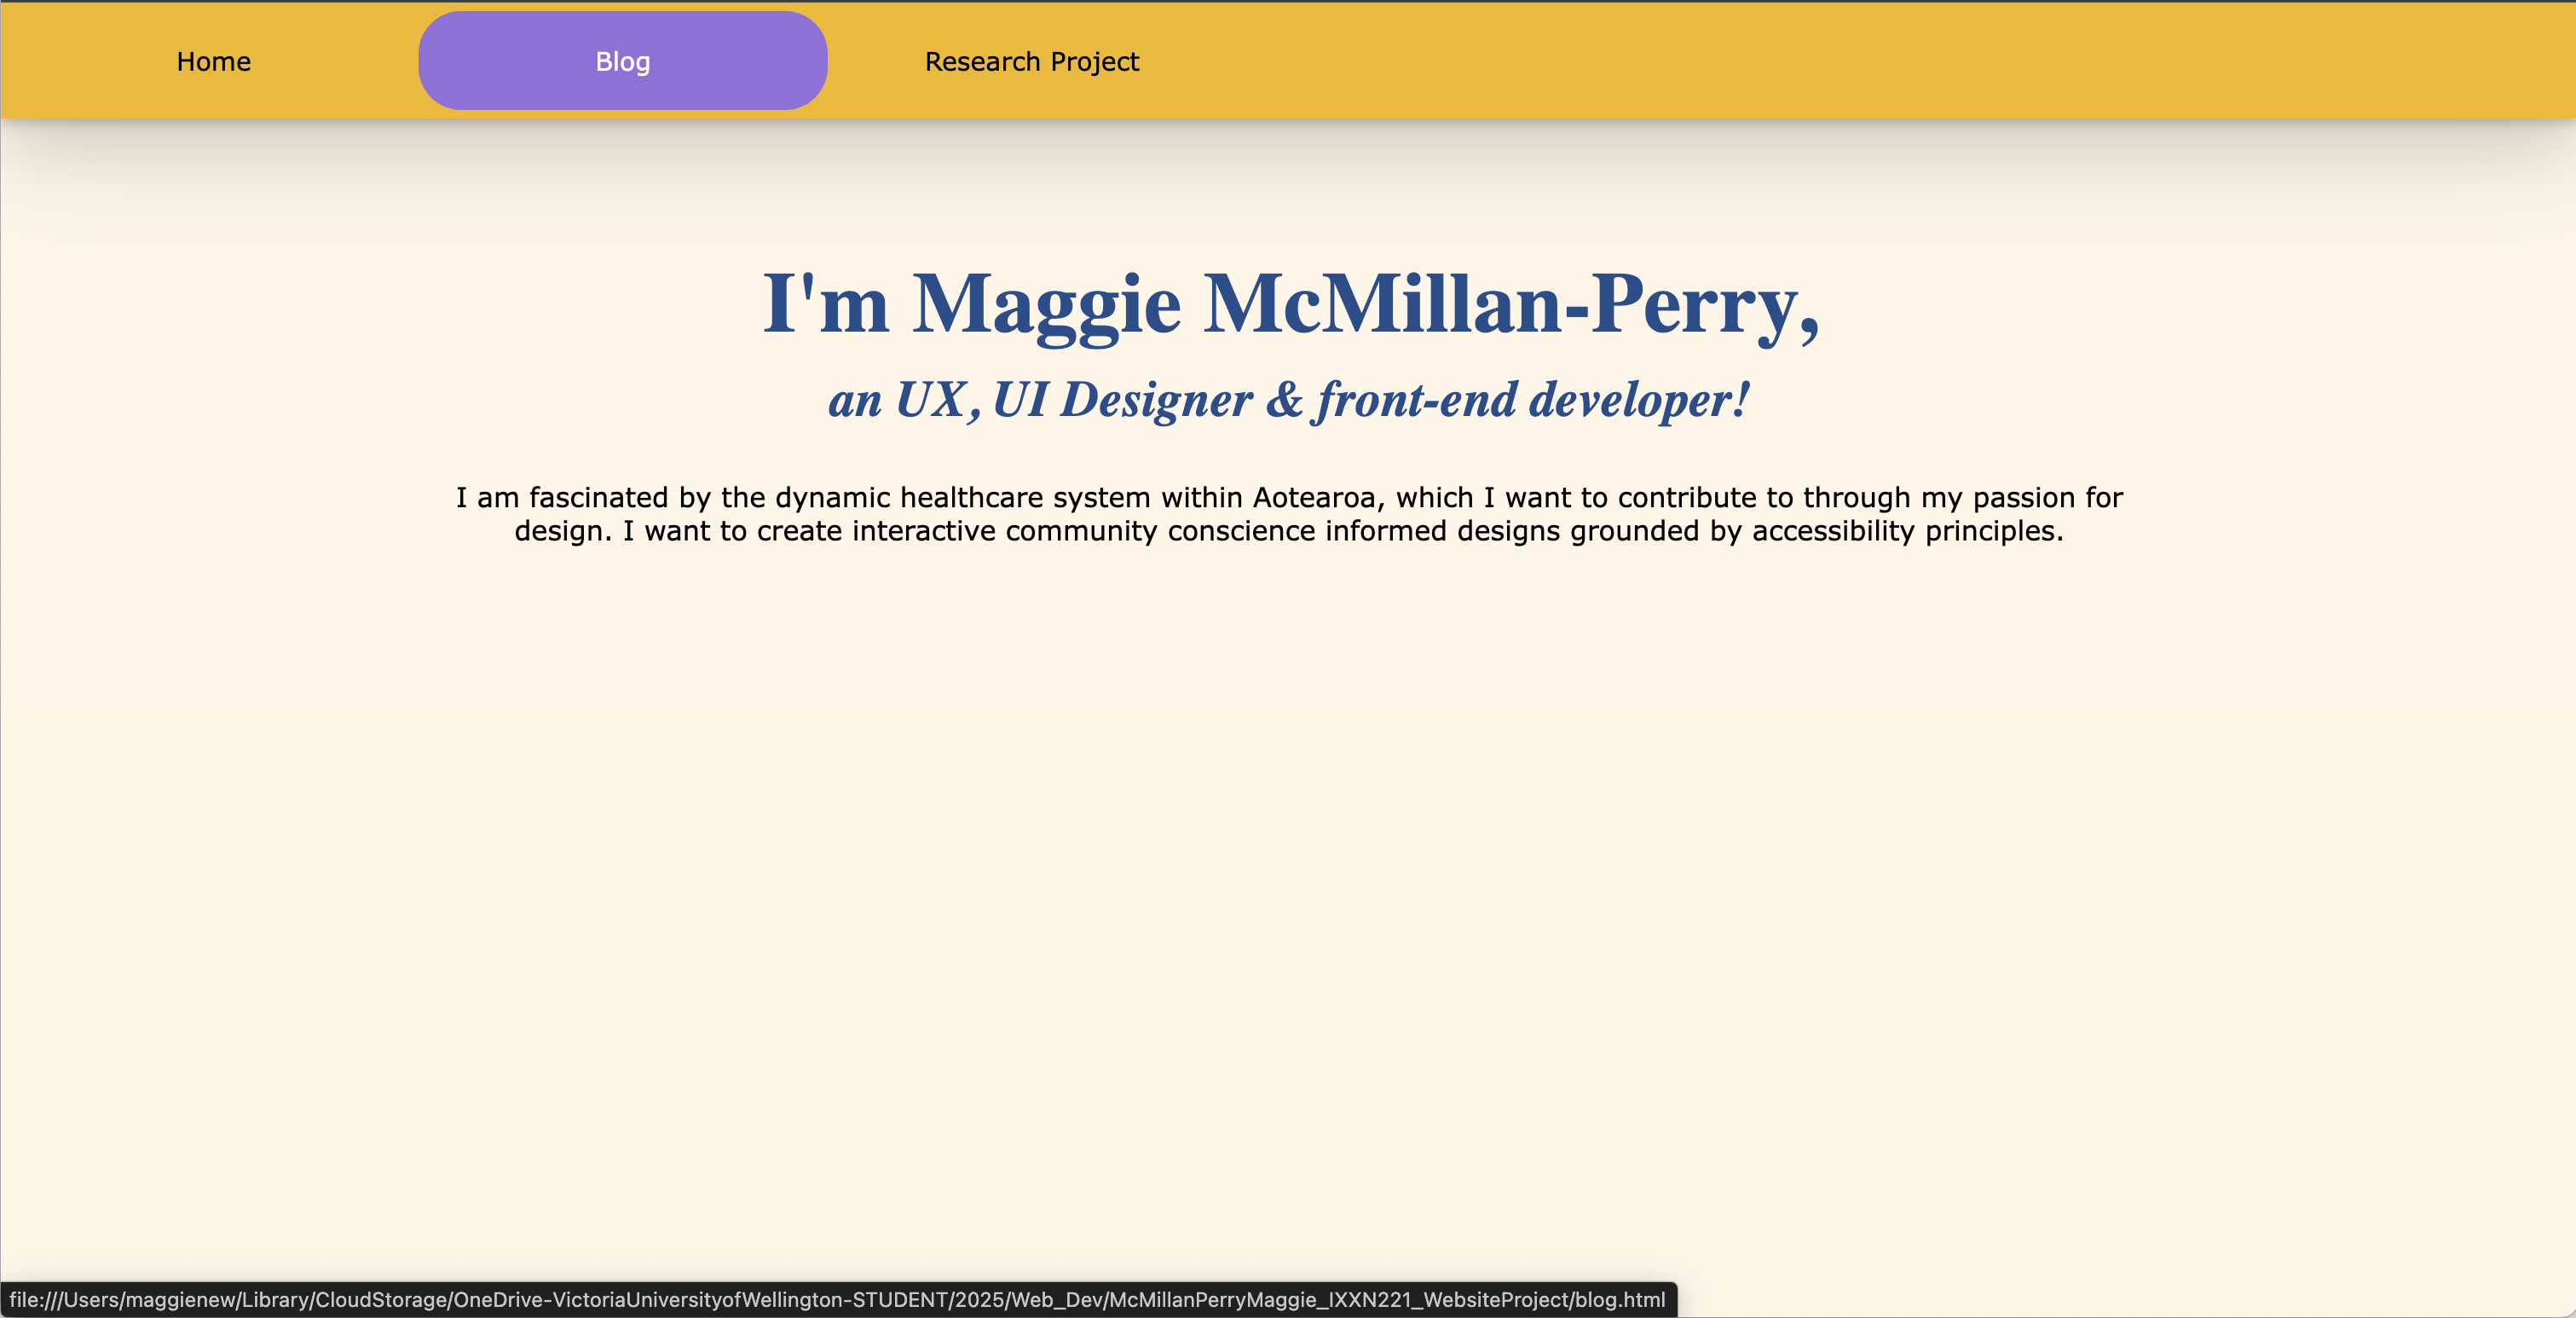 Home
Blog
Research Project
I'm Maggie McMillan-Perry,
an UX, UI Designer & front-end developer!
I am fascinated by the dynamic healthcare system within Aotearoa, which I want to contribute to through my passion for
design. I want to create interactive community conscience informed designs grounded by accessibility principles.
file:///Users/maggienew/Library/CloudStorage/OneDrive-VictoriaUniversityofWellington-STUDENT/2025/Web_Dev/McMillanPerryMaggie_IXXN221_WebsiteProject/blog.html